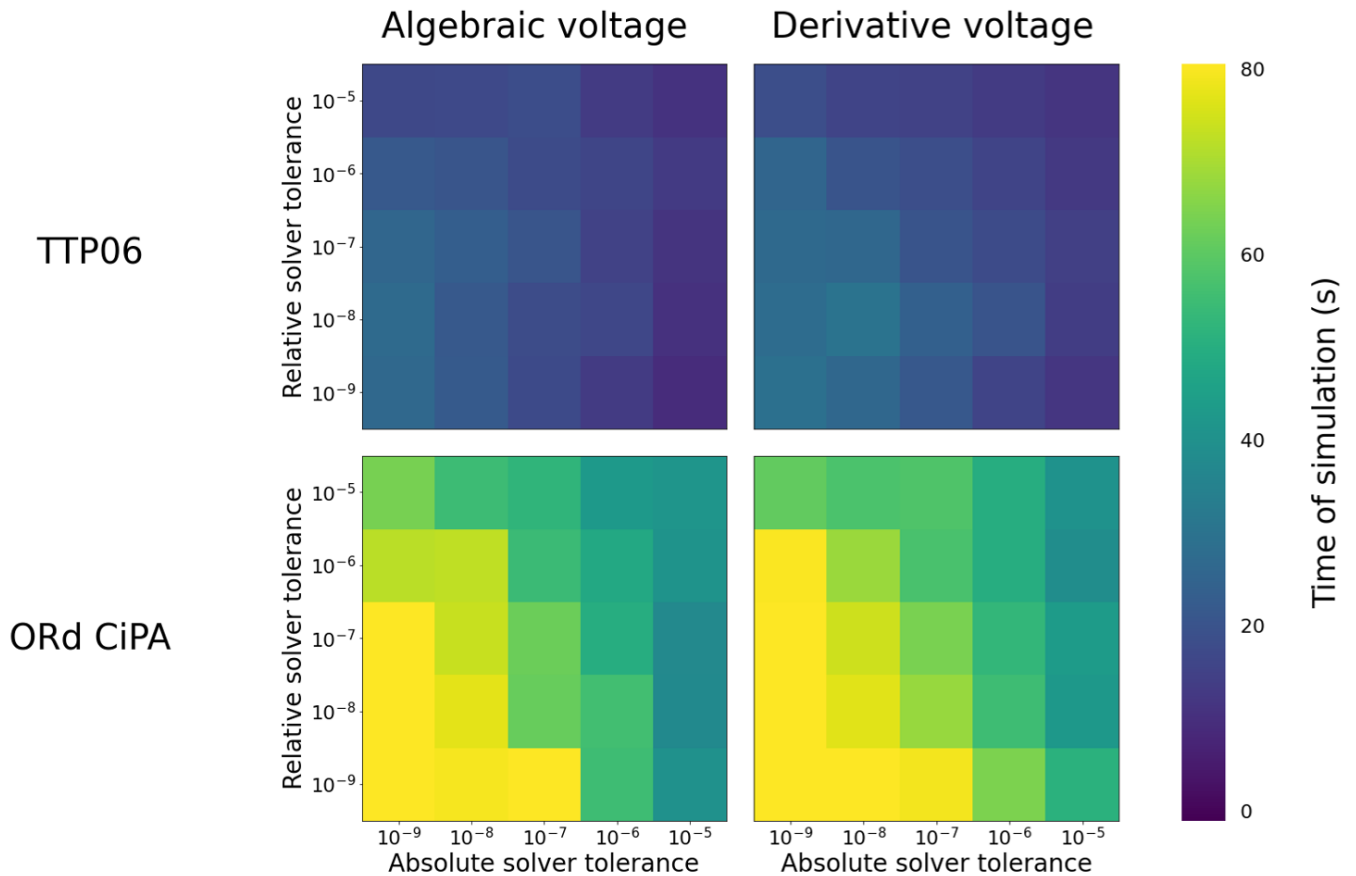 Algebraic voltage
Derivative voltage
TTP06
Relative solver tolerance
10⁻⁵
10⁻⁶
10⁻⁷
10⁻⁸
10⁻⁹
ORd CiPA
Relative solver tolerance
10⁻⁵
10⁻⁶
10⁻⁷
10⁻⁸
10⁻⁹
10⁻⁹ 10⁻⁸ 10⁻⁷ 10⁻⁶ 10⁻⁵
Absolute solver tolerance
10⁻⁹ 10⁻⁸ 10⁻⁷ 10⁻⁶ 10⁻⁵
Absolute solver tolerance
80
60
40
20
0
Time of simulation (s)